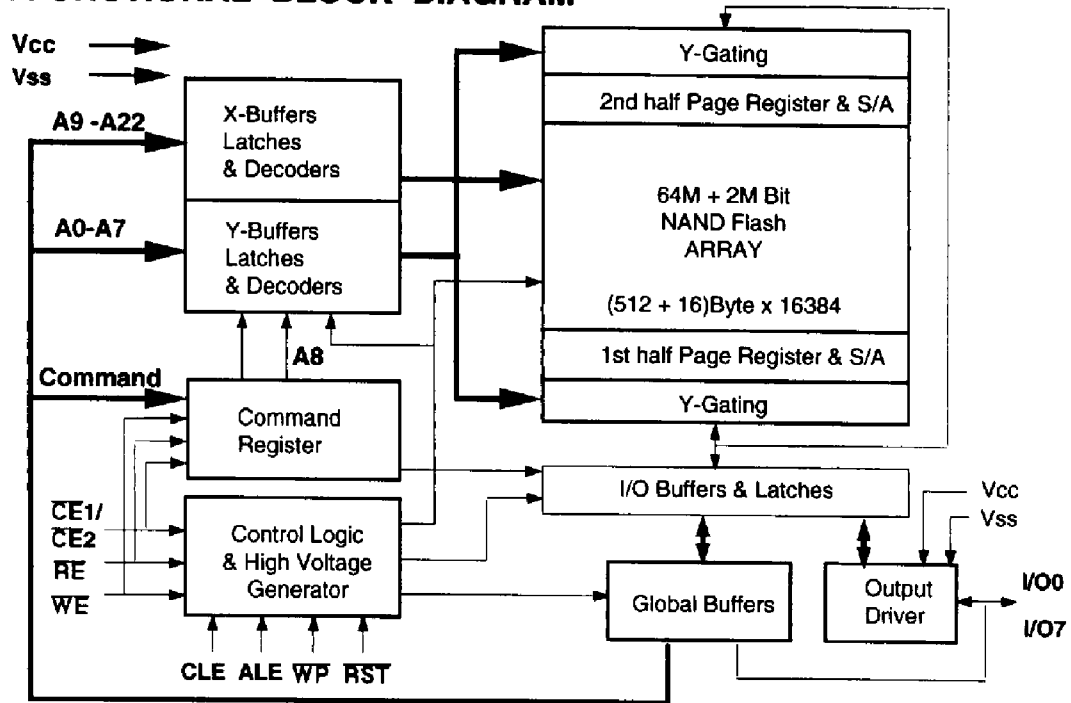 BLOCK DIAGRAM
Vcc
Vss
A9 -A22
X-Buffers
Latches
& Decoders
A0-A7
Y-Buffers
Latches
& Decoders
A8
Command
Command
Register
CE1/
CE2
RE
WE
Control Logic
& High Voltage
Generator
CLE ALE WP RST
Y-Gating
2nd half Page Register & S/A
64M + 2M Bit
NAND Flash
ARRAY
(512 + 16)Byte x 16384
1st half Page Register & S/A
Y-Gating
I/O Buffers & Latches
Vcc
Vss
Global Buffers
Output
Driver
I/O0
I/O7